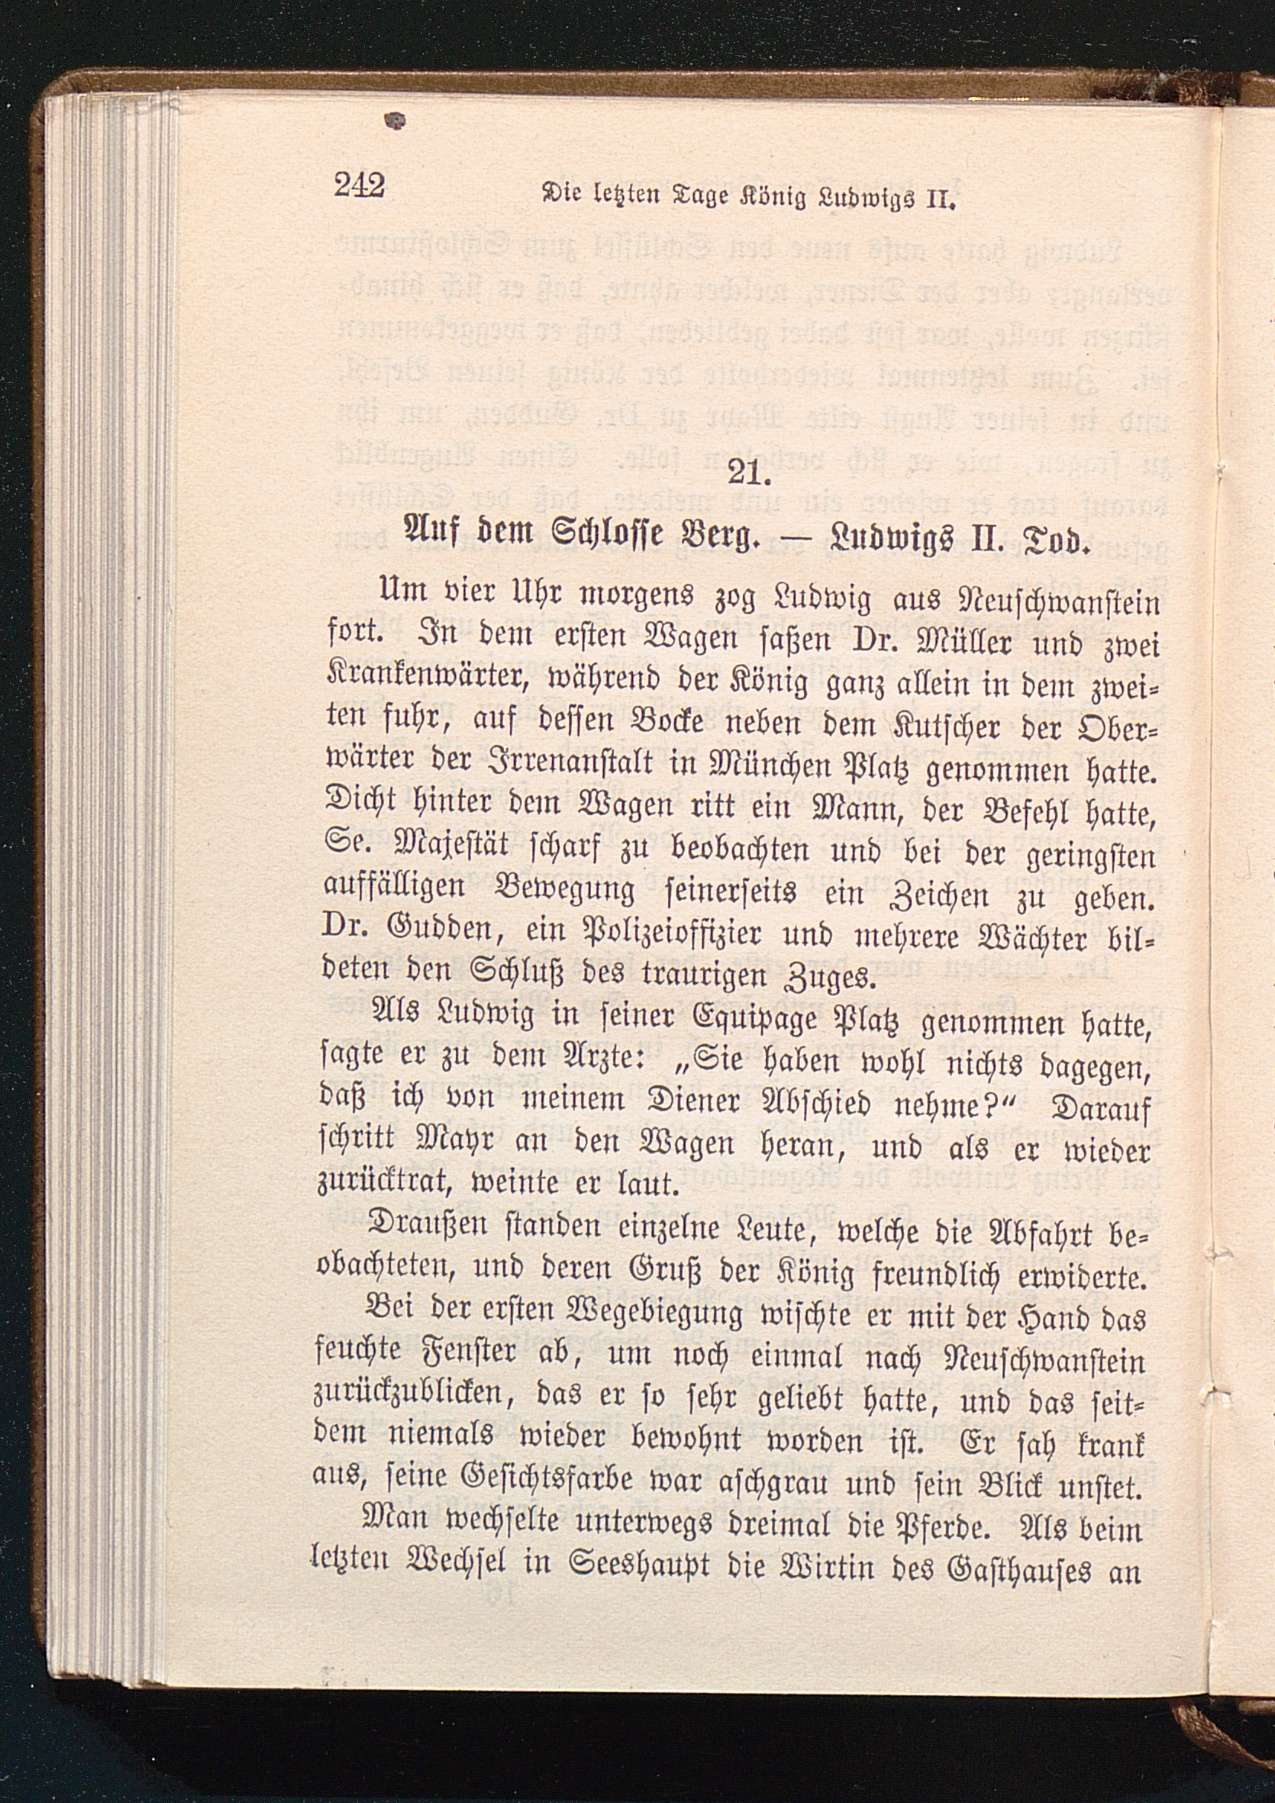 242 Die letzten Tage König Ludwigs II.
21.
Auf dem Schlosse Berg. — Ludwigs II. Tod.
Um vier Uhr morgens zog Ludwig aus Neuschwanstein
fort. In dem ersten Wagen saßen Dr. Müller und zwei
Krankenwärter, während der König ganz allein in dem zwei-
ten fuhr, auf dessen Bocke neben dem Kutscher der Ober-
wärter der Irrenanstalt in München Platz genommen hatte.
Dicht hinter dem Wagen ritt ein Mann, der Befehl hatte,
Se. Majestät scharf zu beobachten und bei der geringsten
auffälligen Bewegung seinerseits ein Zeichen zu geben.
Dr. Gudden, ein Polizeioffizier und mehrere Wächter bil-
deten den Schluß des traurigen Zuges.
Als Ludwig in seiner Equipage Platz genommen hatte,
sagte er zu dem Arzte: „Sie haben wohl nichts dagegen,
daß ich von meinem Diener Abschied nehme?“ Darauf
schritt Mayr an den Wagen heran, und als er wieder
zurücktrat, weinte er laut.
Draußen standen einzelne Leute, welche die Abfahrt be-
obachteten, und deren Gruß der König freundlich erwiderte.
Bei der ersten Wegebiegung wischte er mit der Hand das
feuchte Fenster ab, um noch einmal nach Neuschwanstein
zurückzublicken, das er so sehr geliebt hatte, und das seit-
dem niemals wieder bewohnt worden ist. Er sah krank
aus, seine Gesichtsfarbe war aschgrau und sein Blick unstet.
Man wechselte unterwegs dreimal die Pferde. Als beim
letzten Wechsel in Seeshaupt die Wirtin des Gasthauses an